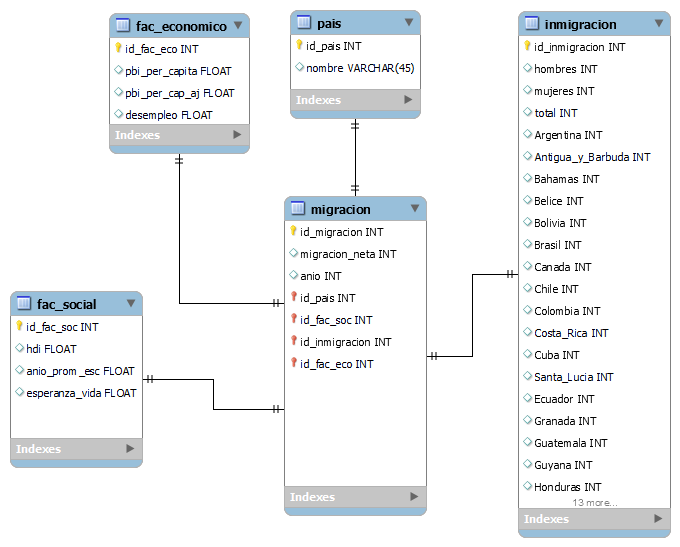 fac_economico
id_fac_eco INT
pbi_per_capita FLOAT
pbi_per_cap_aj FLOAT
desempleo FLOAT
Indexes
pais
id_pais INT
nombre VARCHAR(45)
Indexes
inmigracion
id_inmigracion INT
hombres INT
mujeres INT
total INT
Argentina INT
Antigua_y_Barbuda INT
Bahamas INT
Belice INT
Bolivia INT
Brasil INT
Canada INT
Chile INT
Colombia INT
Costa_Rica INT
Cuba INT
Santa_Lucia INT
Ecuador INT
Granada INT
Guatemala INT
Guyana INT
Honduras INT
13 more...
Indexes
migracion
id_migracion INT
migracion_neta INT
anio INT
id_pais INT
id_fac_soc INT
id_inmigracion INT
id_fac_eco INT
Indexes
fac_social
id_fac_soc INT
hdi FLOAT
anio_prom_esc FLOAT
esperanza_vida FLOAT
Indexes